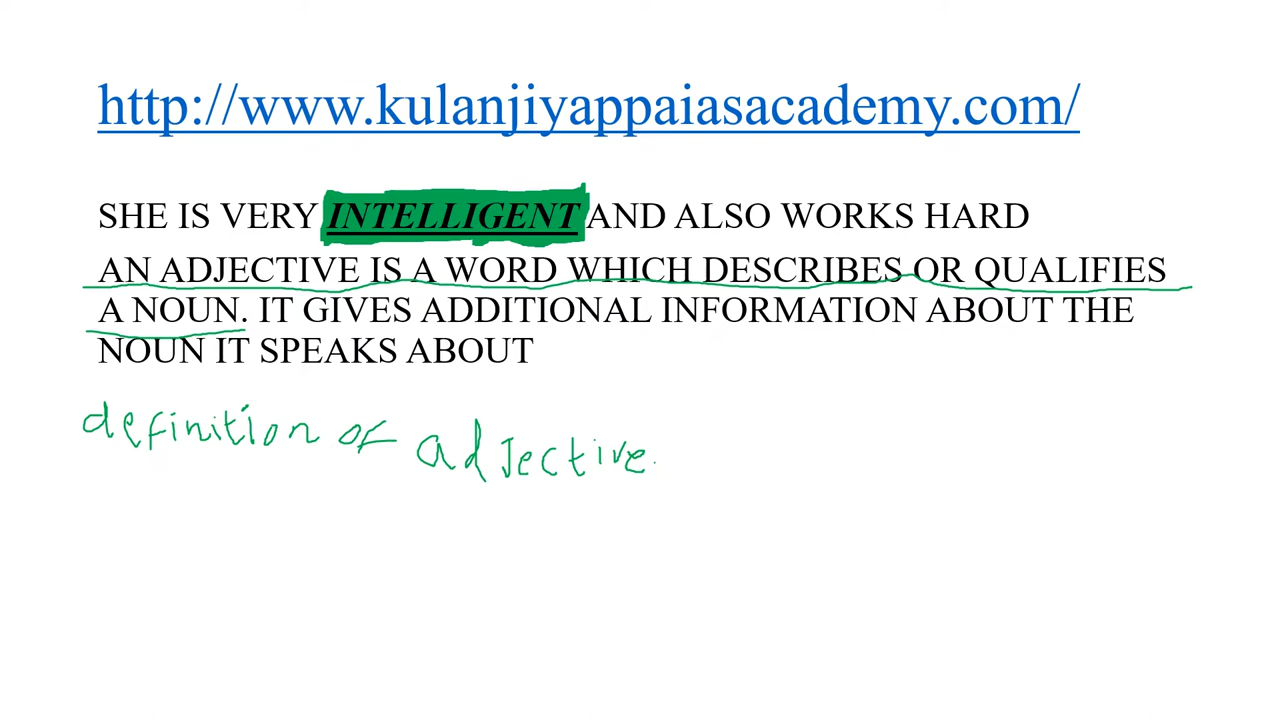 http://www.kulanjiyappaiasacademy.com/
SHE IS VERY INTELLIGENT AND ALSO WORKS HARD
AN ADJECTIVE IS A WORD WHICH DESCRIBES OR QUALIFIES
A NOUN. IT GIVES ADDITIONAL INFORMATION ABOUT THE
NOUN IT SPEAKS ABOUT
definition of adjective.